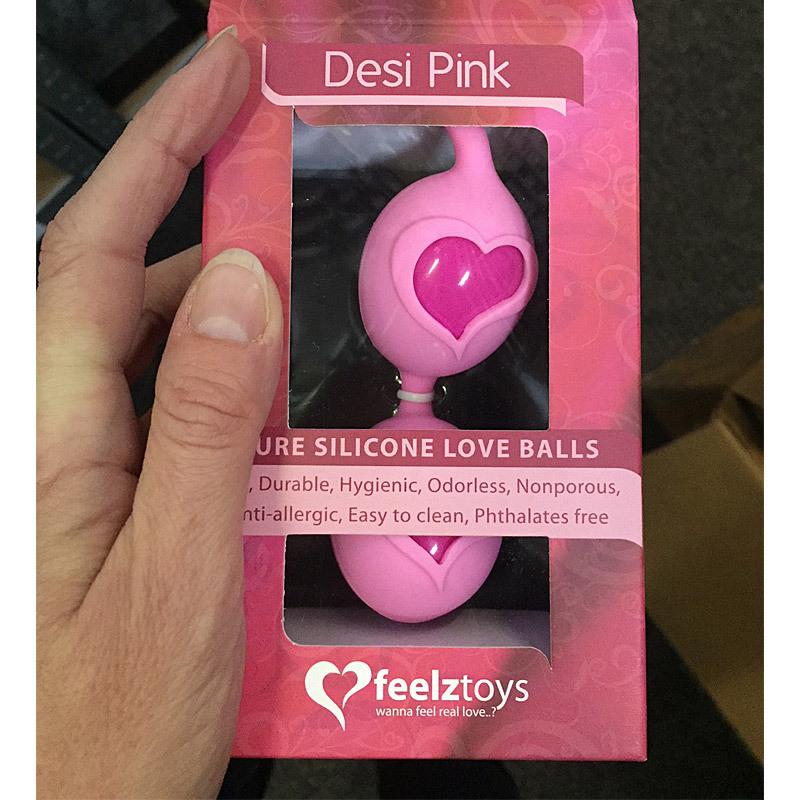 Desi Pink
URE SILICONE LOVE BALLS
, Durable, Hygienic, Odorless, Nonporous,
nti-allergic, Easy to clean, Phthalates free
feelztoys
wanna feel real love..?